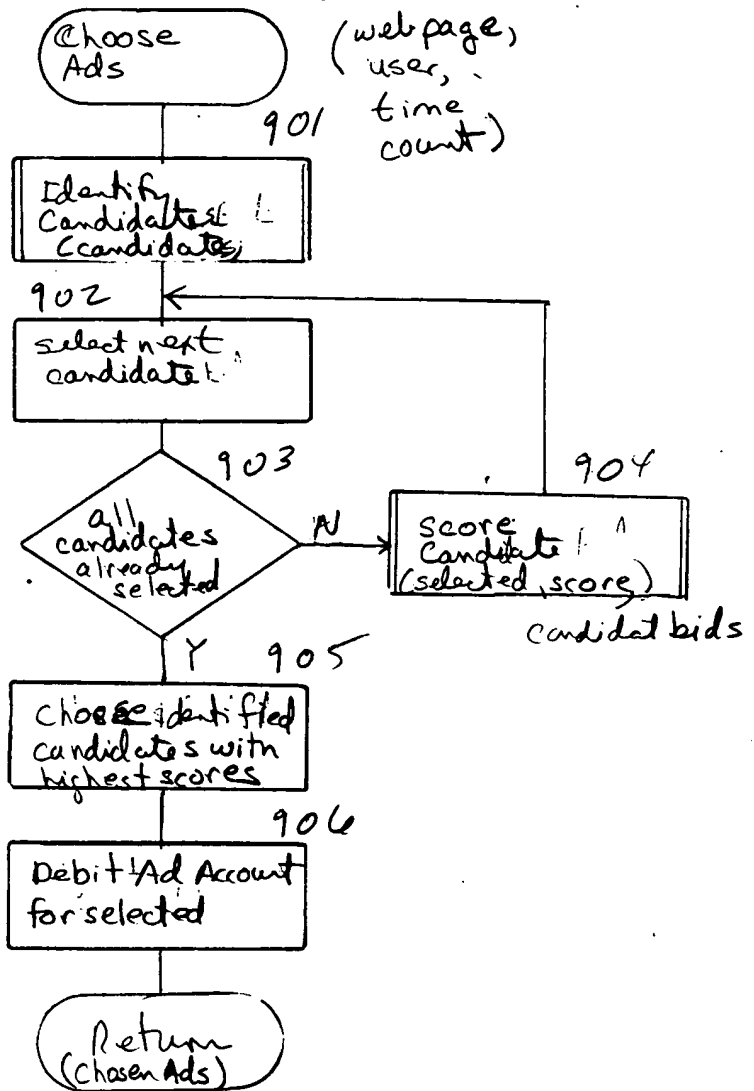 Choose
Ads
(webpage,
user,
time
count)
901
Identify
Candidates
(candidates,
902
select next
candidate
903
all
candidates
already
selected
N
904
score
Candidate
(selected, score)
candidat bids
Y
905
choose identified
candidates with
highest scores
906
Debit Ad Account
for selected
Return
(Chosen Ads)